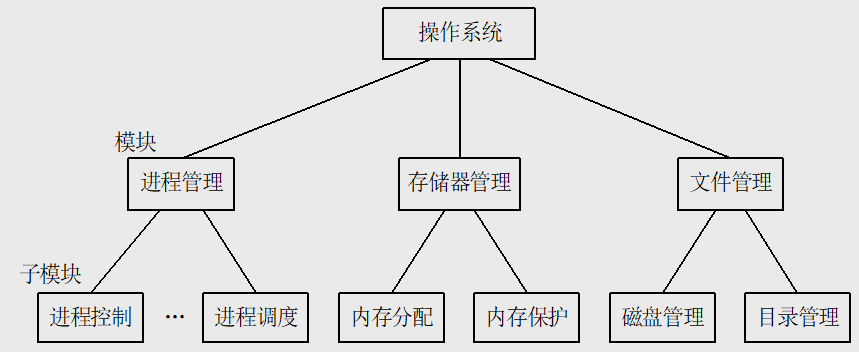 操作系统
模块
进程管理
存储器管理
文件管理
子模块
进程控制
…
进程调度
内存分配
内存保护
磁盘管理
目录管理